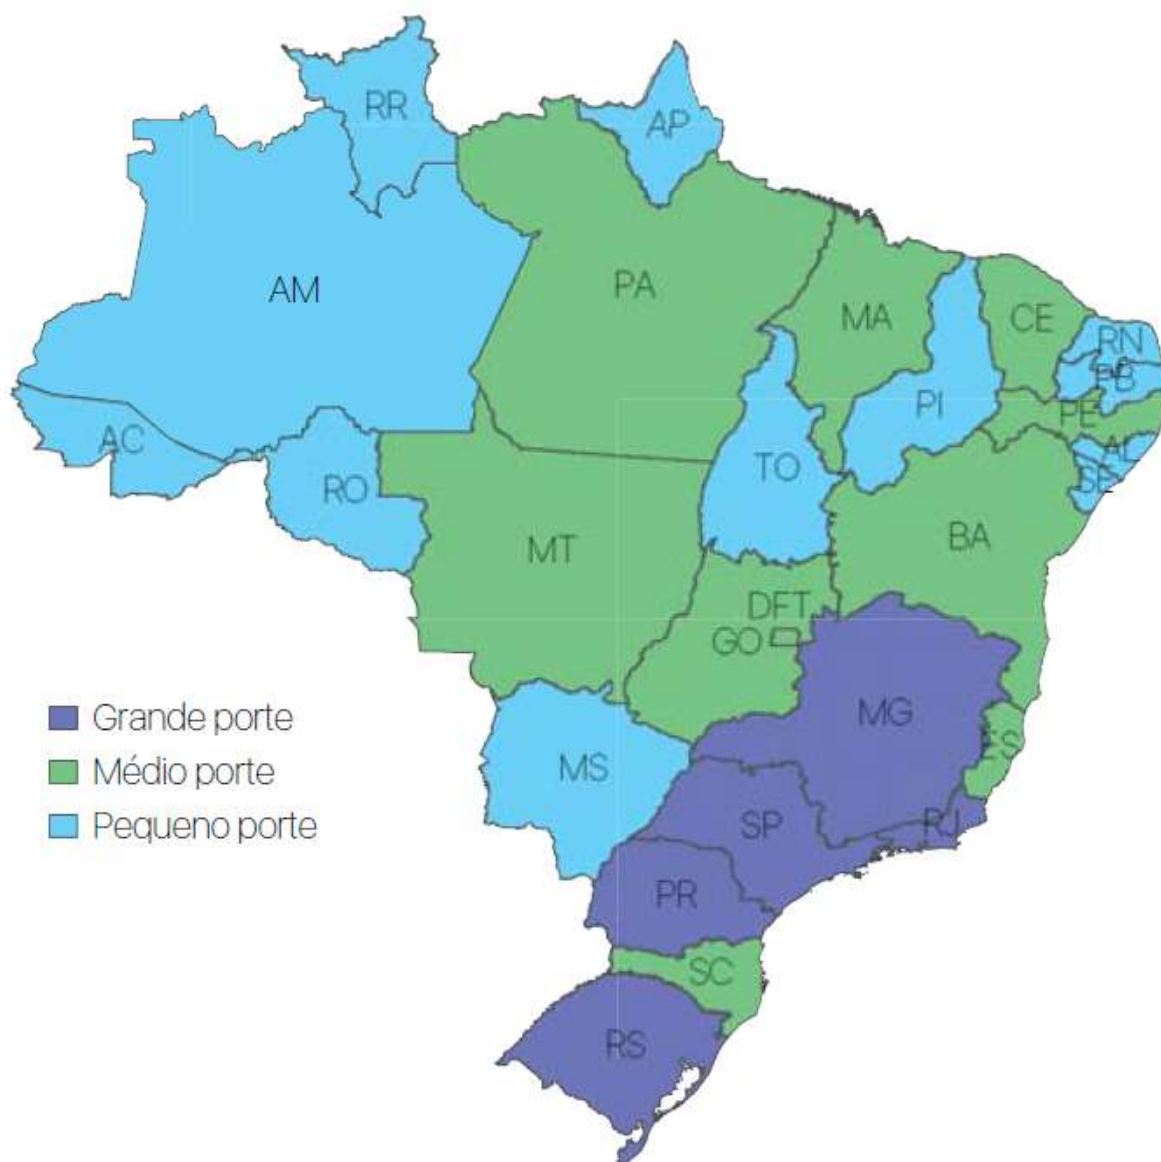 RR
AP
AM
PA
MA
CE
RN
PB
PI
PE
AC
AL
TO
SE
RO
BA
MT
DFT
GO
Grande porte
MG
Médio porte
ES
MS
Pequeno porte
SP
RJ
PR
SC
RS